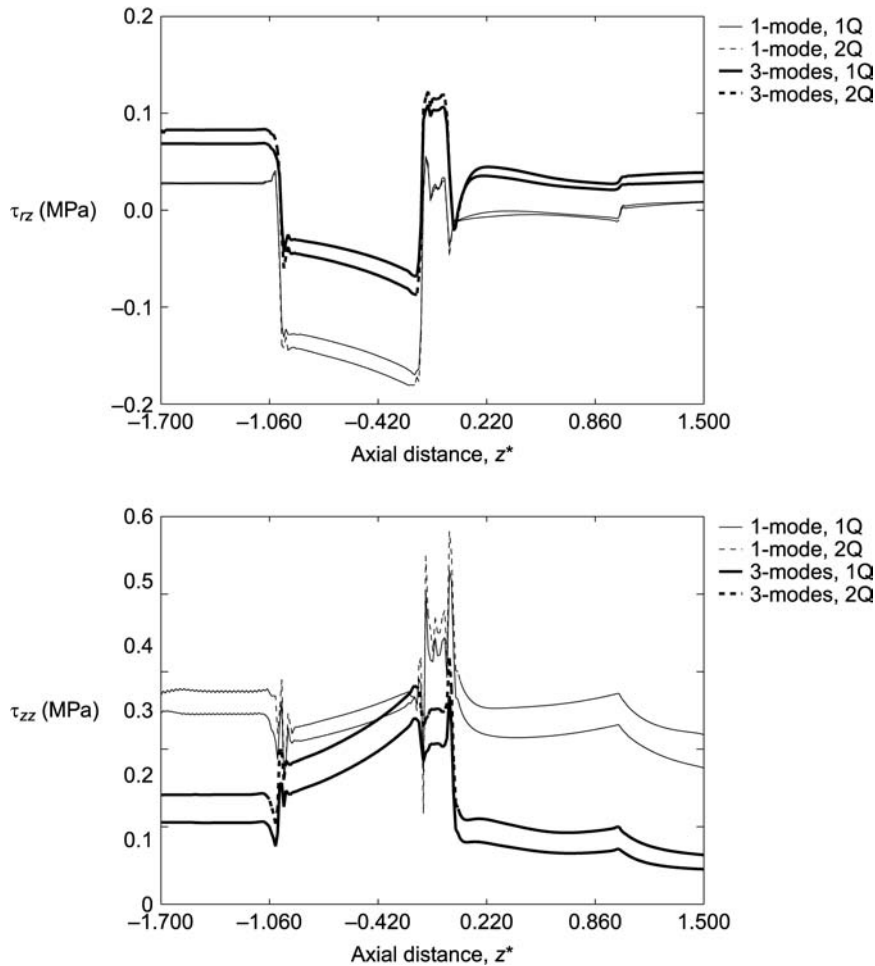 0.2
0.1
0.0
–0.1
–0.2
τrz (MPa)
–1.700
–1.060
–0.420
0.220
0.860
1.500
Axial distance, z*
1-mode, 1Q
1-mode, 2Q
3-modes, 1Q
3-modes, 2Q
0.6
0.5
0.4
0.3
0.2
0.1
0
τzz (MPa)
–1.700
–1.060
–0.420
0.220
0.860
1.500
Axial distance, z*
1-mode, 1Q
1-mode, 2Q
3-modes, 1Q
3-modes, 2Q